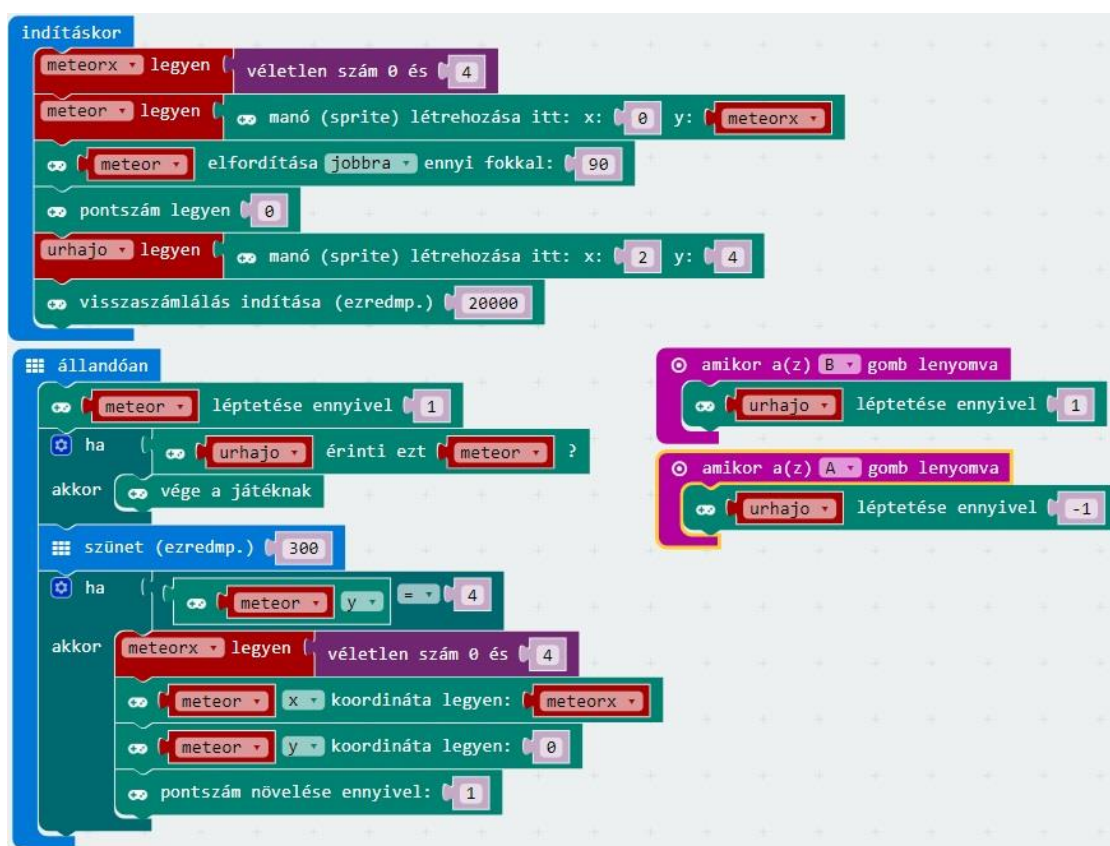 indításkor
meteorx legyen véletlen szám 0 és 4
meteor legyen manó (sprite) létrehozása itt: x: 0 y: meteorx
meteor elfordítása jobbra ennyi fokkal: 90
pontszám legyen 0
urhajo legyen manó (sprite) létrehozása itt: x: 2 y: 4
visszaszámlálás indítása (ezredmp.) 20000
állandóan
meteor léptetése ennyivel 1
ha urhajo érinti ezt meteor ?
akkor vége a játéknak
szünet (ezredmp.) 300
ha meteor y = 4
akkor meteorx legyen véletlen szám 0 és 4
meteor x koordináta legyen: meteorx
meteor y koordináta legyen: 0
pontszám növelése ennyivel: 1
amikor a(z) B gomb lenyomva
urhajo léptetése ennyivel 1
amikor a(z) A gomb lenyomva
urhajo léptetése ennyivel -1